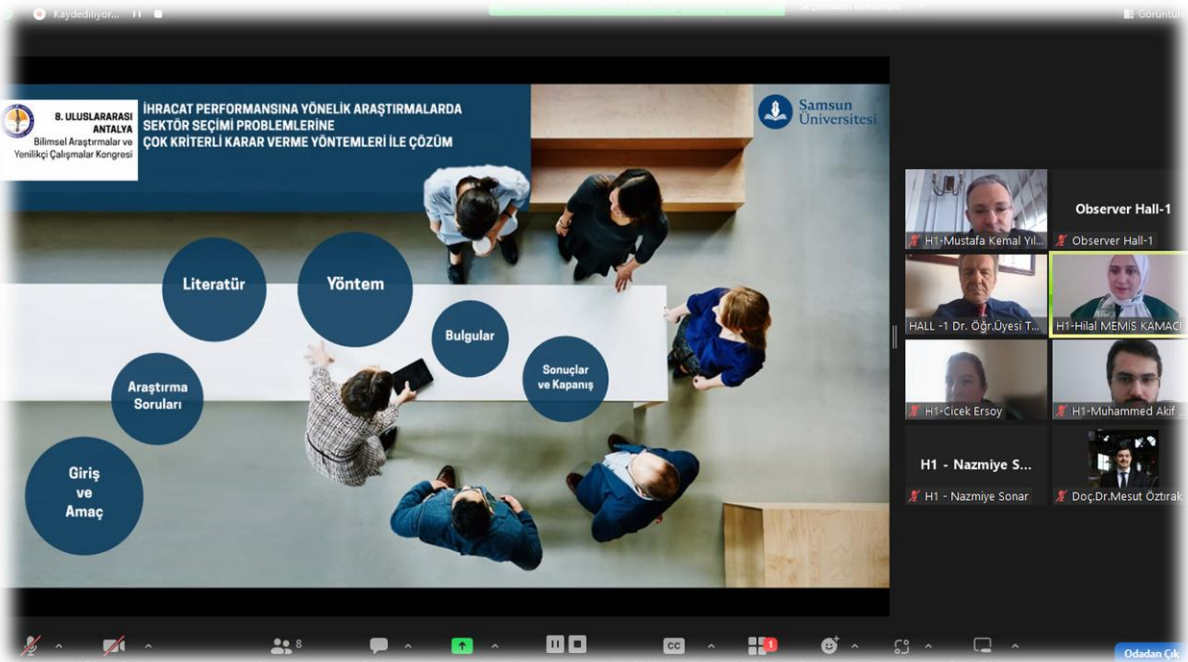 Kaydediliyor...
8. ULUSLARARASI
ANTALYA
Bilimsel Araştırmalar ve
Yenilikçi Çalışmalar Kongresi
İHRACAT PERFORMANSINA YÖNELİK ARAŞTIRMALARDA
SEKTÖR SEÇİMİ PROBLEMLERİNE
ÇOK KRİTERLİ KARAR VERME YÖNTEMLERİ İLE ÇÖZÜM
Samsun
Üniversitesi
Literatür
Yöntem
Bulgular
Sonuçlar
ve Kapanış
Araştırma
Soruları
Giriş
ve
Amaç
H1-Mustafa Kemal Yıl...
Observer Hall-1
Observer Hall-1
HALL -1 Dr. Öğr.Üyesi T...
H1-Hilal MEMİS KAMACI
H1-Cicek Ersoy
H1-Muhammed Akif ...
H1 - Nazmiye S...
H1 - Nazmiye Sonar
Doç.Dr.Mesut Öztırak
8
CC
1
Odadan Çık